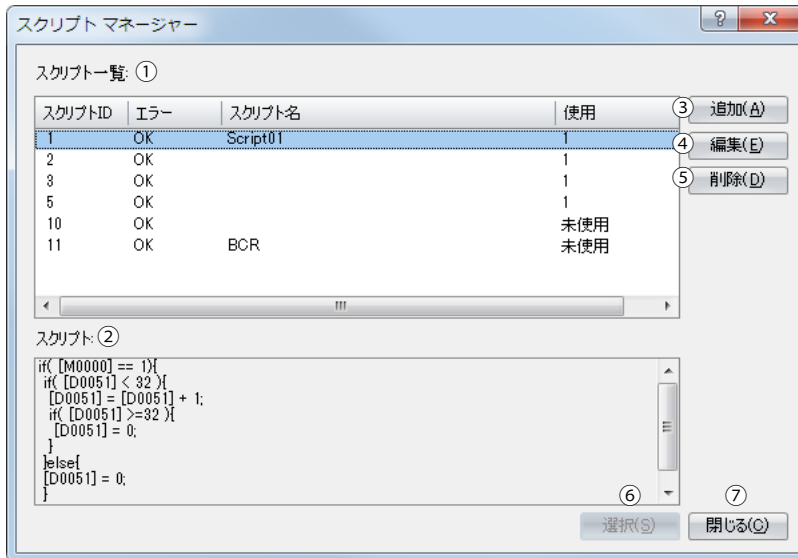 スクリプト マネージャー
スクリプト一覧: ①
スクリプトID エラー スクリプト名 使用
1 OK Script01 1
2 OK 1
3 OK 1
5 OK 1
10 OK 未使用
11 OK BCR 未使用
③ 追加(A)
④ 編集(E)
⑤ 削除(D)
スクリプト: ②
if( [M0000] == 1){
if( [D0051] < 32 ){
[D0051] = [D0051] + 1;
if( [D0051] >=32 ){
[D0051] = 0;
}
}else{
[D0051] = 0;
}
⑥ 選択(S)
⑦ 閉じる(C)